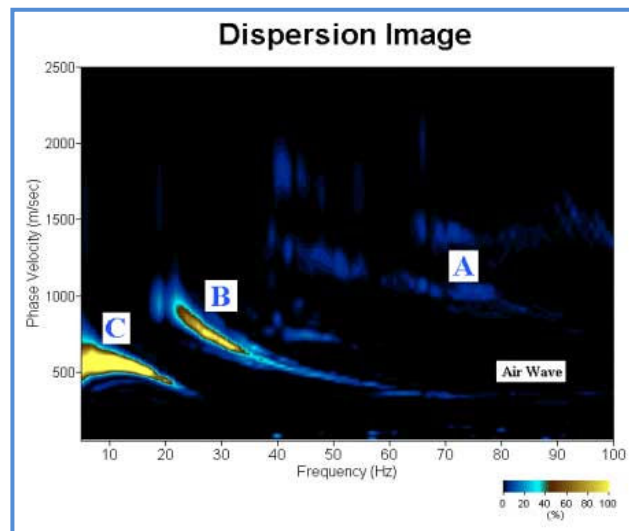 Dispersion Image
2500
2000
1500
1000
500
Phase Velocity (m/sec)
A
B
C
Air Wave
10 20 30 40 50 60 70 80 90 100
Frequency (Hz)
0 20 40 60 80 100
(%)